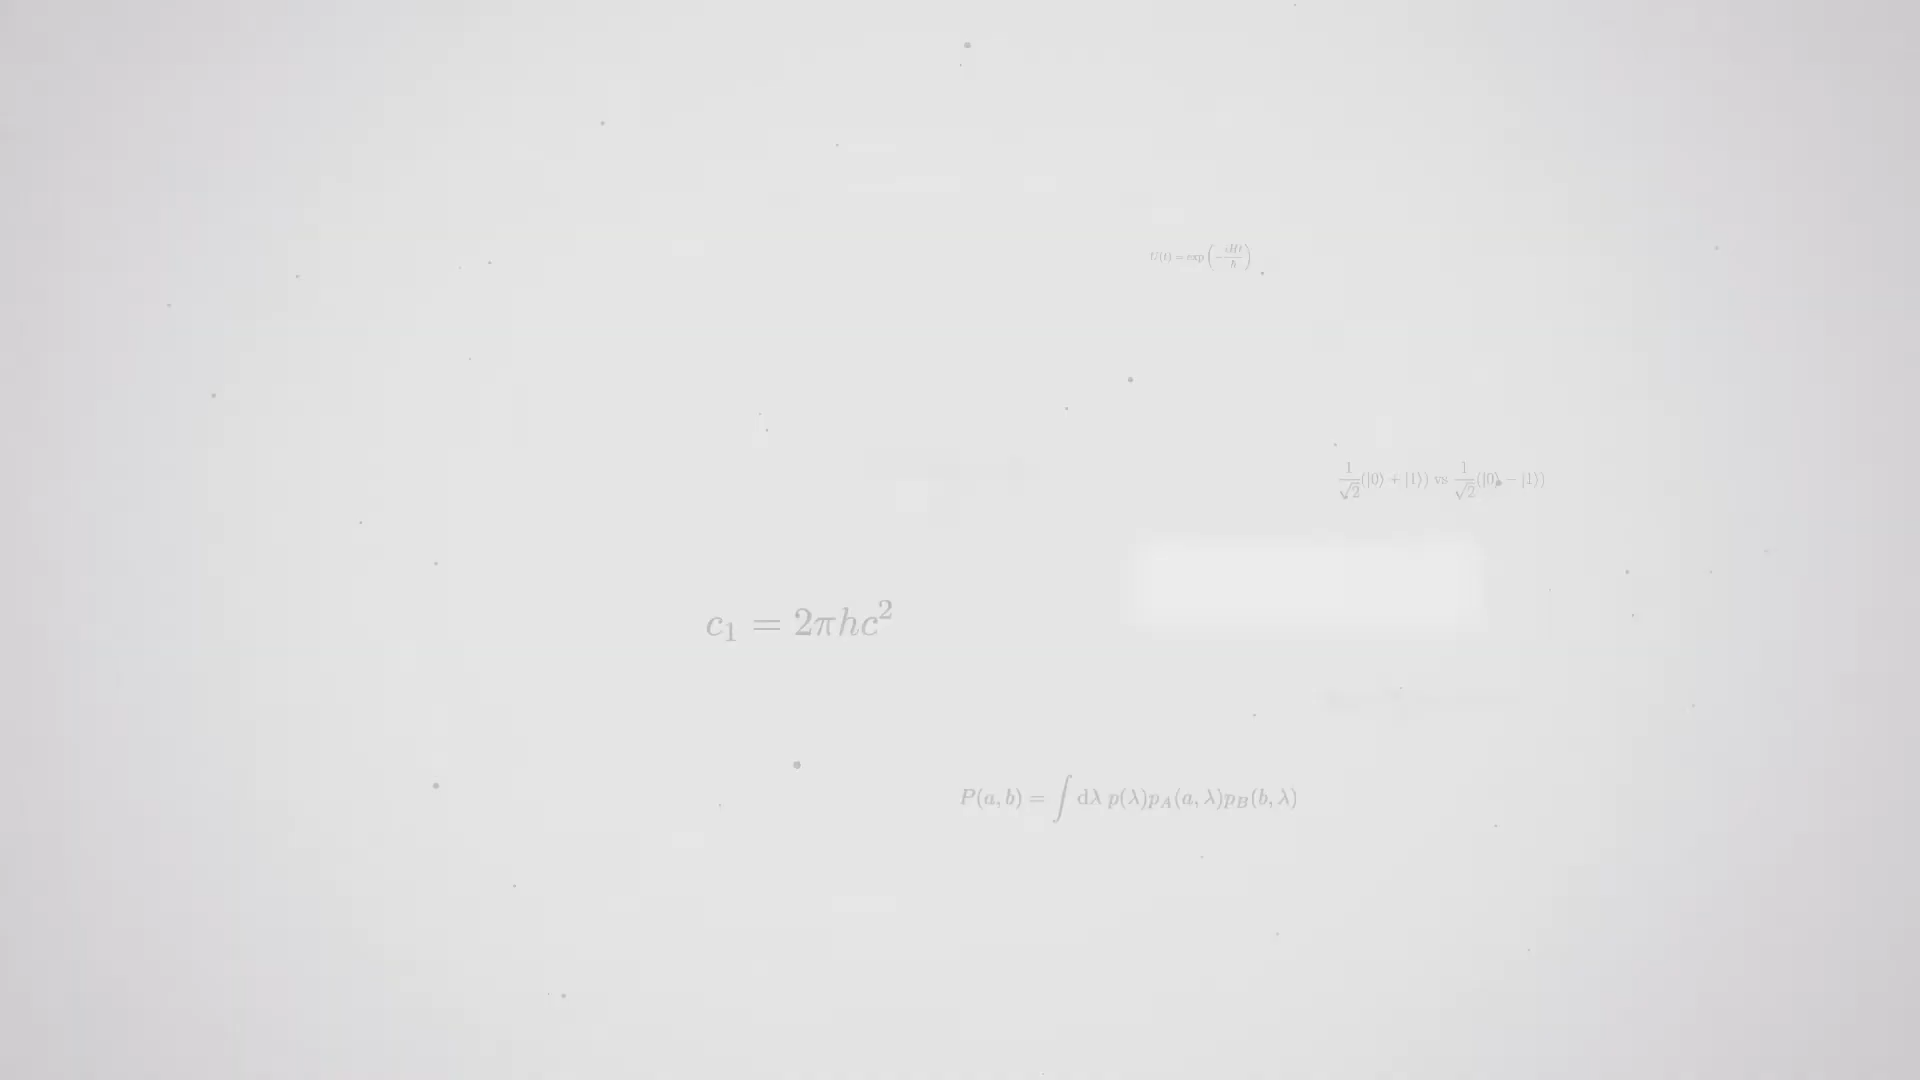 U(t) = exp(-iHt/ħ)
1/√2(|0⟩ + |1⟩) vs 1/√2(|0⟩ − |1⟩)
c₁ = 2πhc²
P(a, b) = ∫ dλ p(λ)p_A(a, λ)p_B(b, λ)